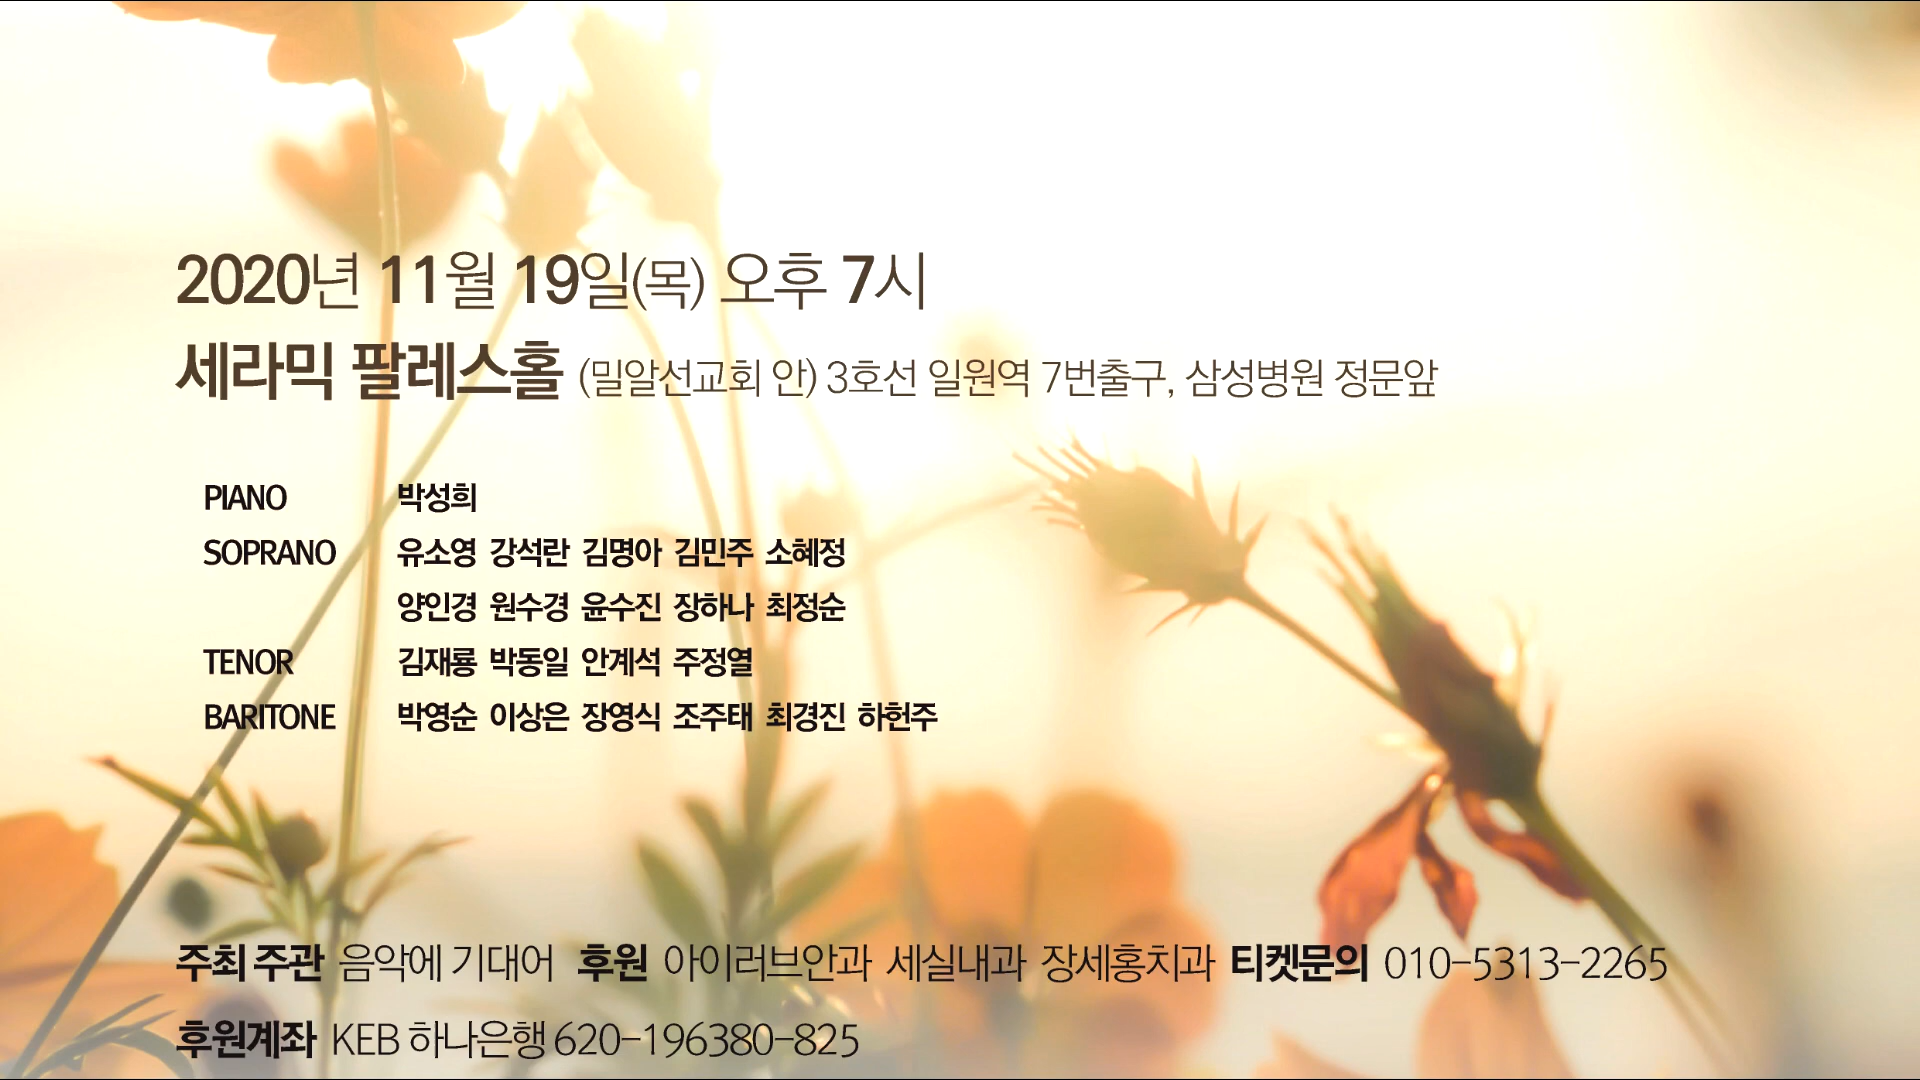 2020년 11월 19일(목) 오후 7시
세라믹 팔레스홀 (밀알선교회 안) 3호선 일원역 7번출구, 삼성병원 정문앞
PIANO 박성희
SOPRANO 유소영 강석란 김명아 김민주 소혜정
양인경 원수경 윤수진 장하나 최정순
TENOR 김재룡 박동일 안계석 주정열
BARITONE 박영순 이상은 장영식 조주태 최경진 하헌주
주최 주관 음악에 기대어 후원 아이러브안과 세실내과 장세홍치과 티켓문의 010-5313-2265
후원계좌 KEB 하나은행 620-196380-825